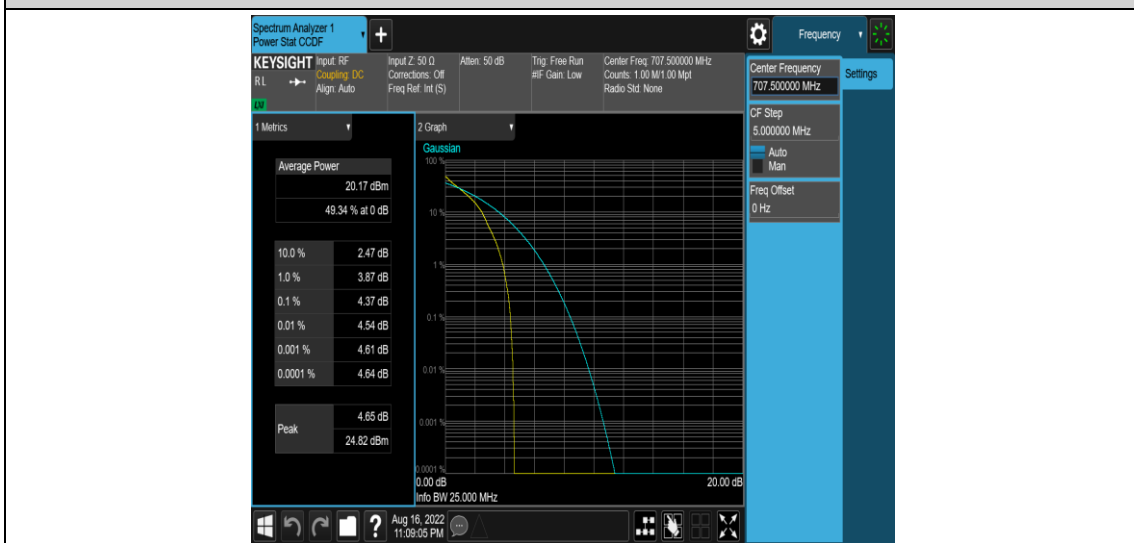 Spectrum Analyzer 1
Power Stat CCDF
+
Frequency
KEYSIGHT
RL
Input: RF
Coupling: DC
Align: Auto
Input Z: 50 Ω
Corrections: Off
Freq Ref: Int (S)
Atten: 50 dB
Trig: Free Run
#IF Gain: Low
Center Freq: 707.500000 MHz
Counts: 1.00 M/1.00 Mpt
Radio Std: None
Center Frequency
707.500000 MHz
Settings
CF Step
5.000000 MHz
Auto
Man
Freq Offset
0 Hz
1 Metrics
Average Power
20.17 dBm
49.34 % at 0 dB
10.0 % 2.47 dB
1.0 % 3.87 dB
0.1 % 4.37 dB
0.01 % 4.54 dB
0.001 % 4.61 dB
0.0001 % 4.64 dB
Peak
4.65 dB
24.82 dBm
2 Graph
Gaussian
100 %
10 %
1 %
0.1 %
0.01 %
0.001 %
0.0001 %
0.00 dB 20.00 dB
Info BW 25.000 MHz
?
Aug 16, 2022
11:09:05 PM